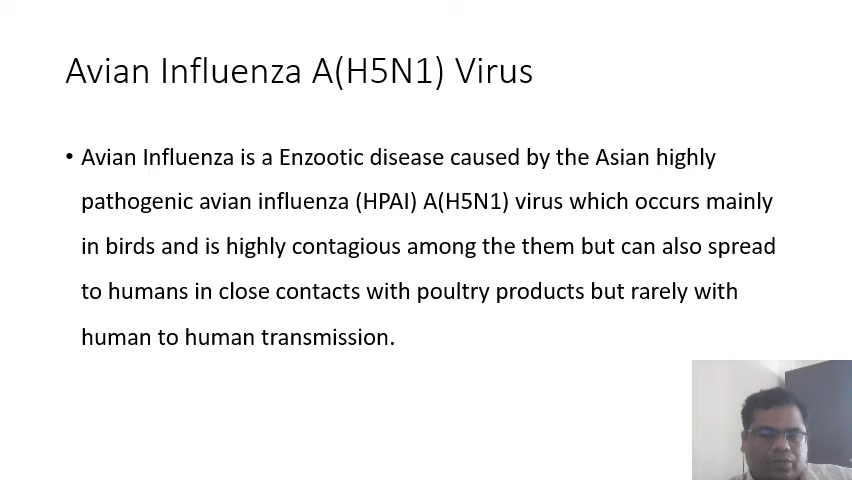 Avian Influenza A(H5N1) Virus
• Avian Influenza is a Enzootic disease caused by the Asian highly
pathogenic avian influenza (HPAI) A(H5N1) virus which occurs mainly
in birds and is highly contagious among the them but can also spread
to humans in close contacts with poultry products but rarely with
human to human transmission.